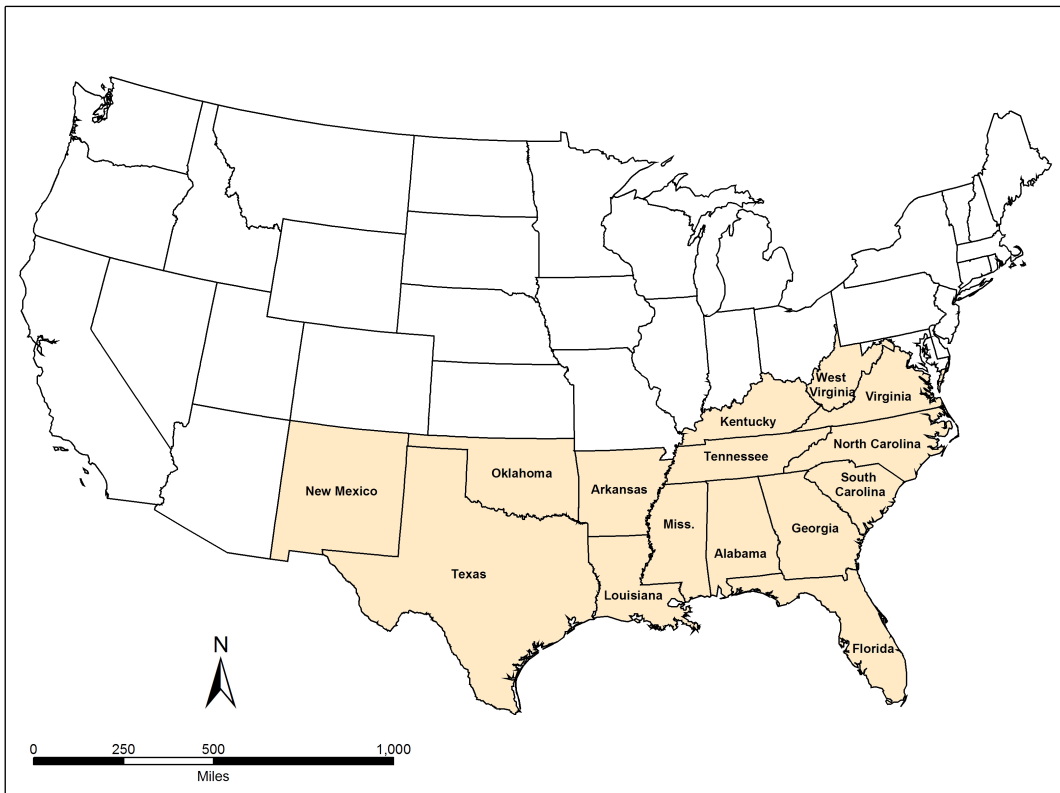 West
Virginia
Virginia
Kentucky
North Carolina
Tennessee
Oklahoma
South
Carolina
New Mexico
Arkansas
Miss.
Georgia
Alabama
Texas
Louisiana
Florida
N
0 250 500 1,000
Miles